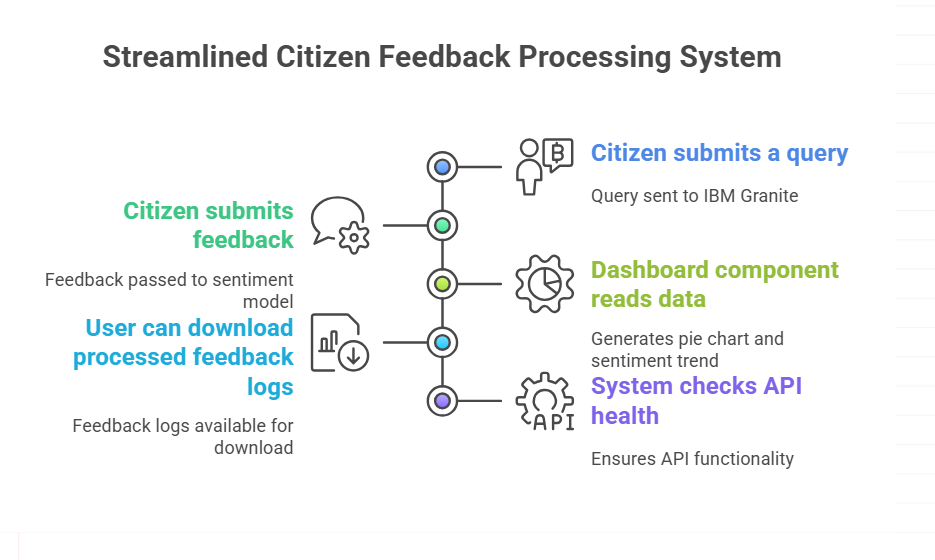 Streamlined Citizen Feedback Processing System
Citizen submits a query
Query sent to IBM Granite
Citizen submits
feedback
Feedback passed to sentiment
model
Dashboard component
reads data
Generates pie chart and
sentiment trend
User can download
processed feedback
logs
Feedback logs available for
download
System checks API
health
Ensures API functionality
B
API